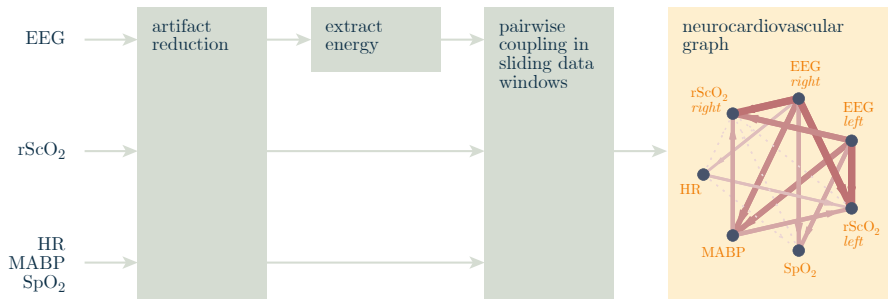 EEG
rScO₂
HR
MABP
SpO₂
artifact
reduction
extract
energy
pairwise
coupling in
sliding data
windows
neurocardiovascular
graph
EEG
right
rScO₂
right
EEG
left
HR
rScO₂
left
MABP
SpO₂